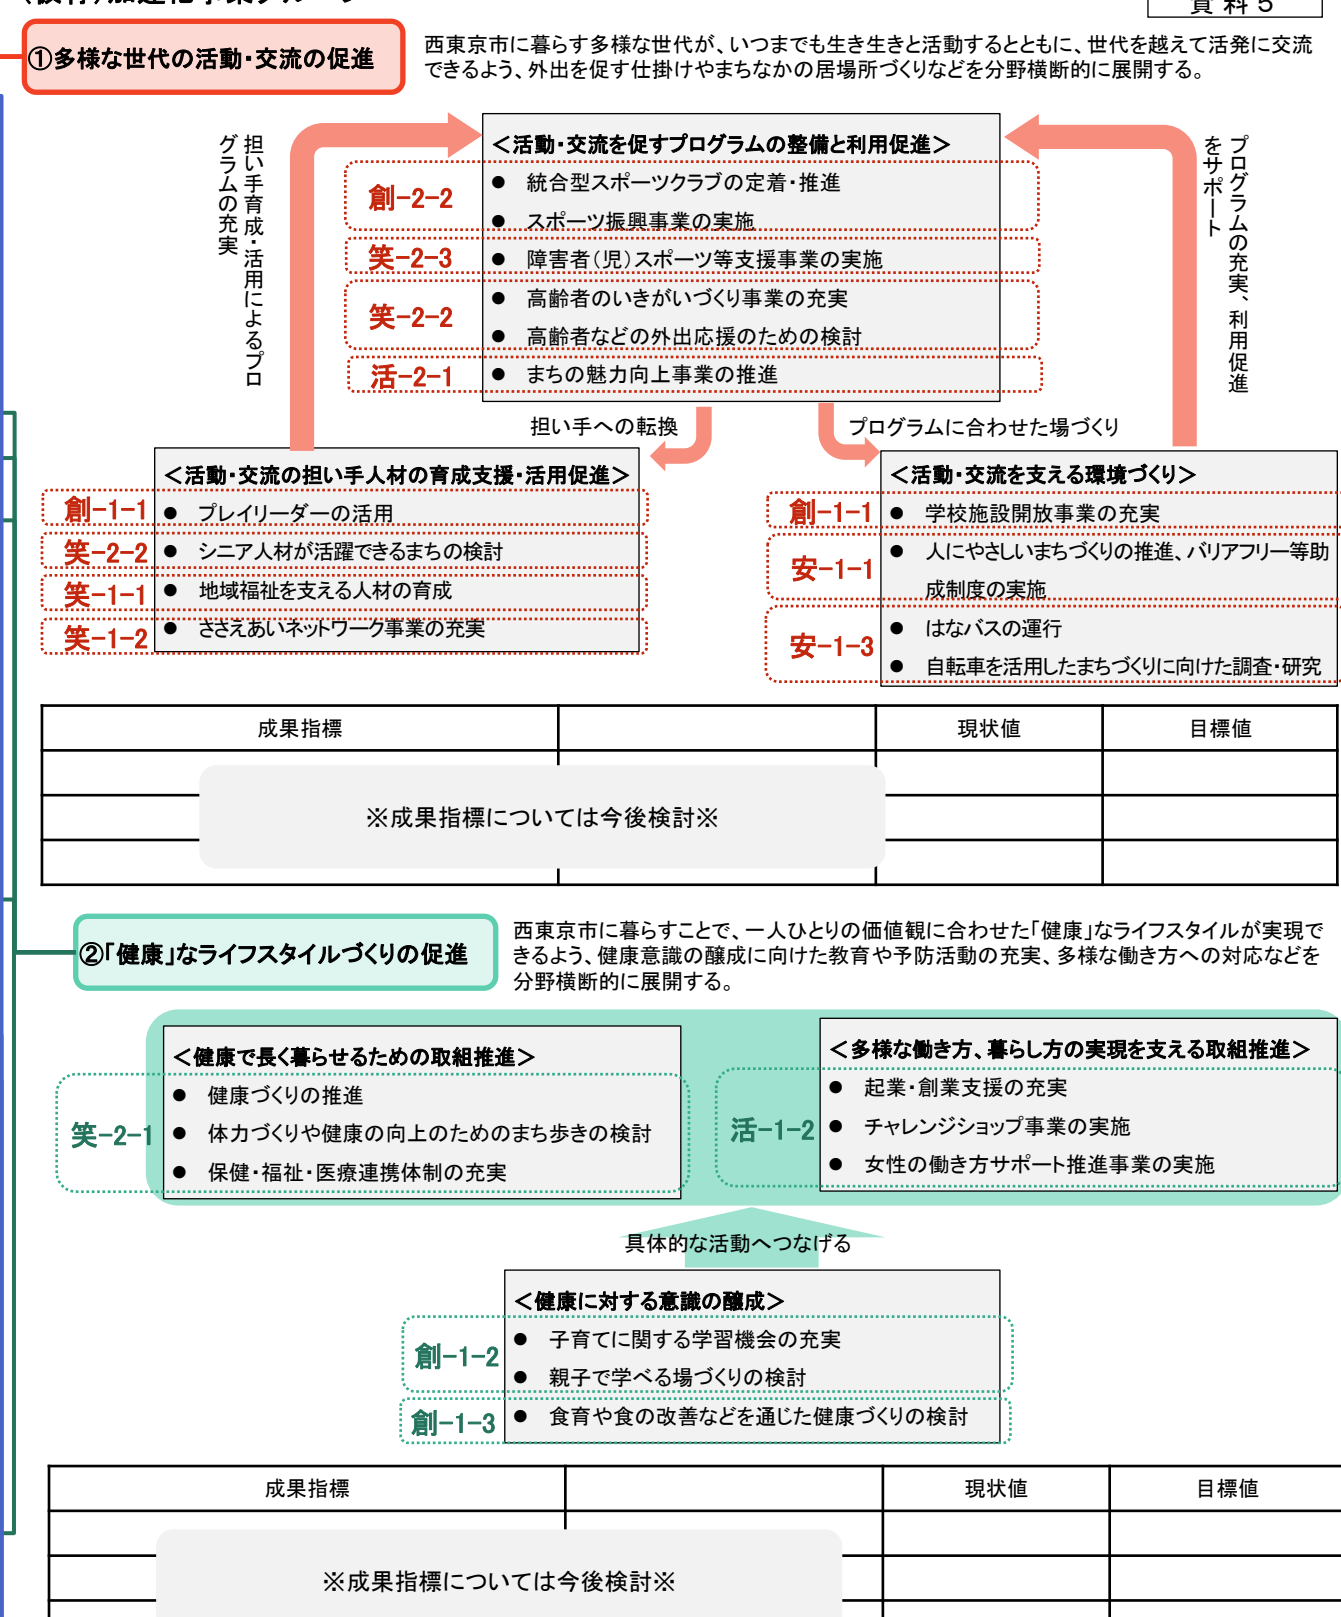 資料5
①多様な世代の活動・交流の促進
西東京市に暮らす多様な世代が、いつまでも生き生きと活動するとともに、世代を越えて活発に交流
できるよう、外出を促す仕掛けやまちなかの居場所づくりなどを分野横断的に展開する。
担い手育成・活用によるプロ
グラムの充実
＜活動・交流を促すプログラムの整備と利用促進＞
創-2-2
● 統合型スポーツクラブの定着・推進
● スポーツ振興事業の実施
笑-2-3
● 障害者（児）スポーツ等支援事業の実施
笑-2-2
● 高齢者のいきがいづくり事業の充実
● 高齢者などの外出応援のための検討
活-2-1
● まちの魅力向上事業の推進
プログラムの充実、利用促進
をサポート
担い手への転換
プログラムに合わせた場づくり
＜活動・交流の担い手人材の育成支援・活用促進＞
創-1-1
● プレイリーダーの活用
笑-2-2
● シニア人材が活躍できるまちの検討
笑-1-1
● 地域福祉を支える人材の育成
笑-1-2
● ささえあいネットワーク事業の充実
＜活動・交流を支える環境づくり＞
創-1-1
● 学校施設開放事業の充実
安-1-1
● 人にやさしいまちづくりの推進、バリアフリー等助
成制度の実施
安-1-3
● はなバスの運行
● 自転車を活用したまちづくりに向けた調査・研究
成果指標 現状値 目標値
※成果指標については今後検討※
②「健康」なライフスタイルづくりの促進
西東京市に暮らすことで、一人ひとりの価値観に合わせた「健康」なライフスタイルが実現で
きるよう、健康意識の醸成に向けた教育や予防活動の充実、多様な働き方への対応などを
分野横断的に展開する。
＜健康で長く暮らせるための取組推進＞
笑-2-1
● 健康づくりの推進
● 体力づくりや健康の向上のためのまち歩きの検討
● 保健・福祉・医療連携体制の充実
＜多様な働き方、暮らし方の実現を支える取組推進＞
活-1-2
● 起業・創業支援の充実
● チャレンジショップ事業の実施
● 女性の働き方サポート推進事業の実施
具体的な活動へつなげる
＜健康に対する意識の醸成＞
創-1-2
● 子育てに関する学習機会の充実
● 親子で学べる場づくりの検討
創-1-3
● 食育や食の改善などを通じた健康づくりの検討
成果指標 現状値 目標値
※成果指標については今後検討※